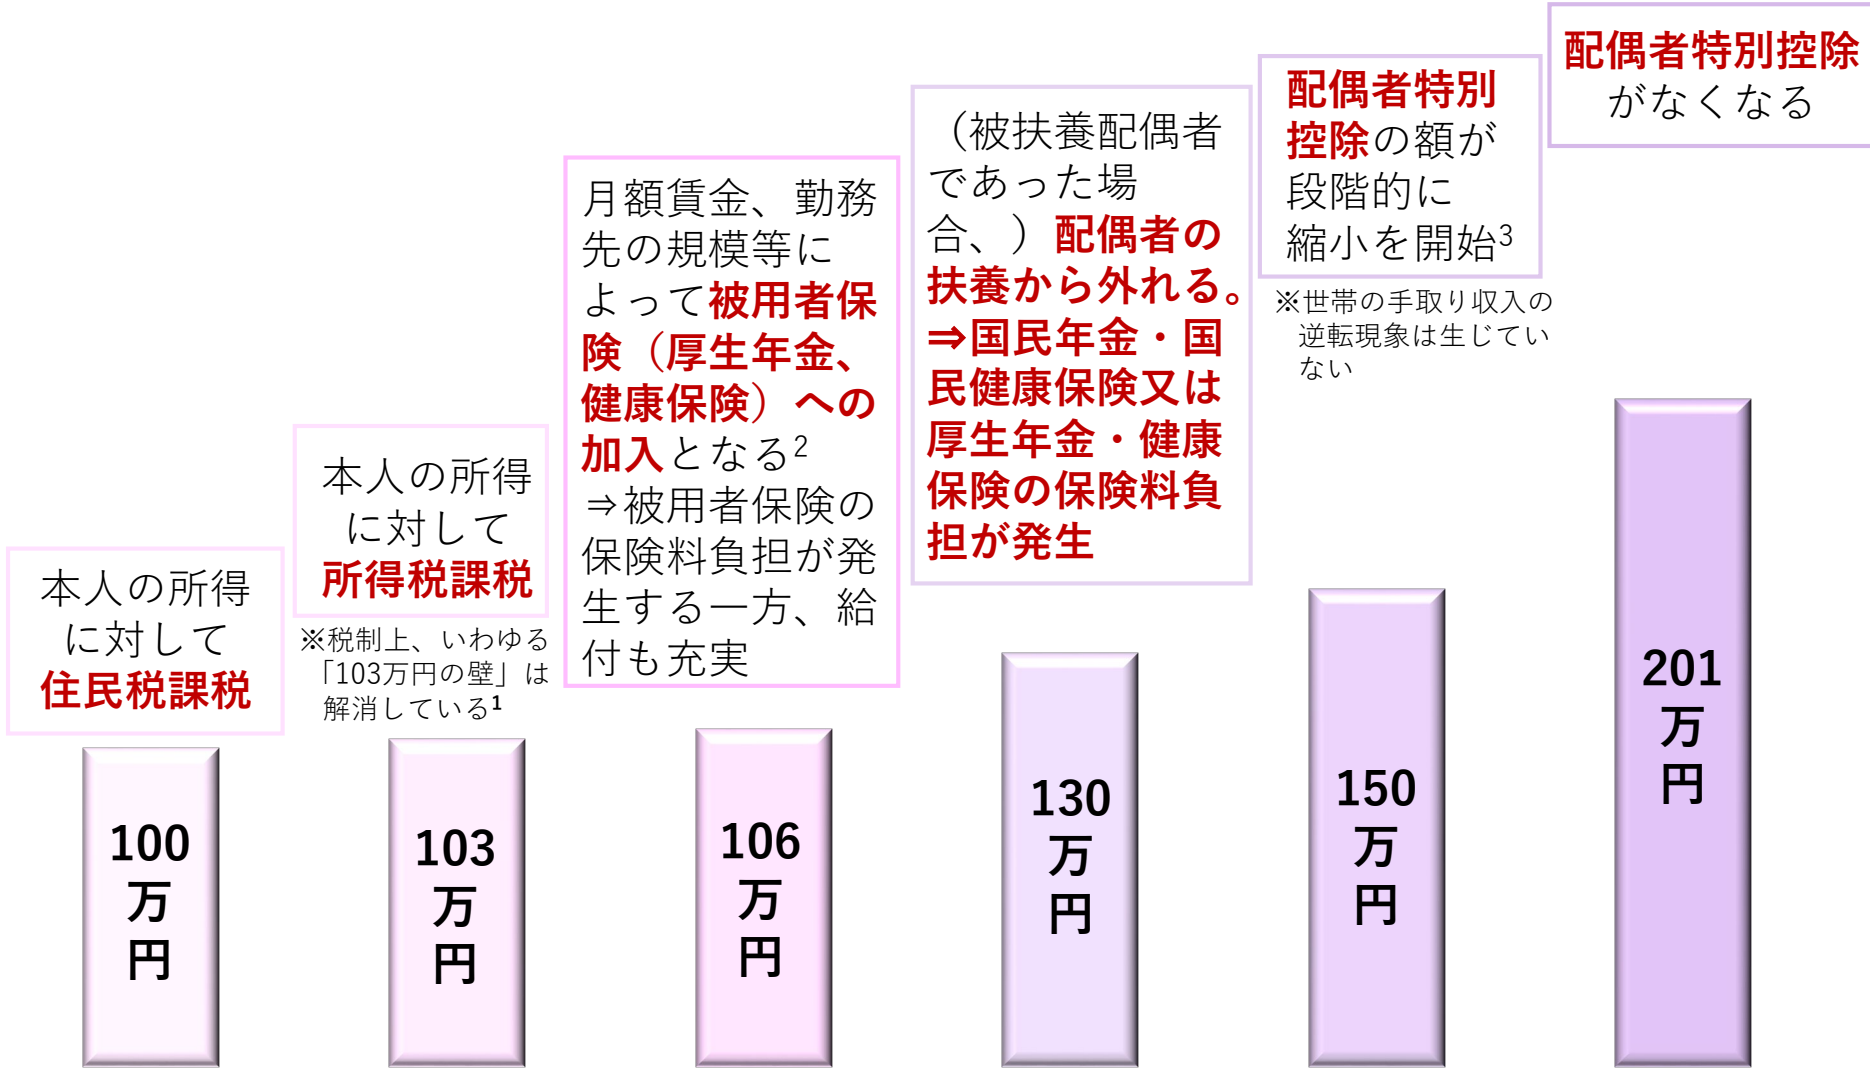 本人の所得
に対して
住民税課税
100
万
円
本人の所得
に対して
所得税課税
※税制上、いわゆる
「103万円の壁」は
解消している1
103
万
円
月額賃金、勤務
先の規模等に
よって被用者保
険（厚生年金、
健康保険）への
加入となる2
⇒被用者保険の
保険料負担が発
生する一方、給
付も充実
106
万
円
（被扶養配偶者
であった場
合、）配偶者の
扶養から外れる。
⇒国民年金・国
民健康保険又は
厚生年金・健康
保険の保険料負
担が発生
130
万
円
配偶者特別
控除の額が
段階的に
縮小を開始3
※世帯の手取り収入の
逆転現象は生じてい
ない
150
万
円
配偶者特別控除
がなくなる
201
万
円